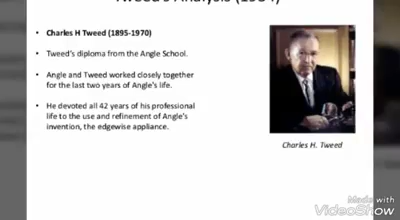 Tweed's Analysis (1954)
Charles H Tweed (1895-1970)
Tweed's diploma from the Angle School.
Angle and Tweed worked closely together
for the last two years of Angle's life.
He devoted all 42 years of his professional
life to the use and refinement of Angle's
invention, the edgewise appliance.
Charles H. Tweed
Made with
VideoShow